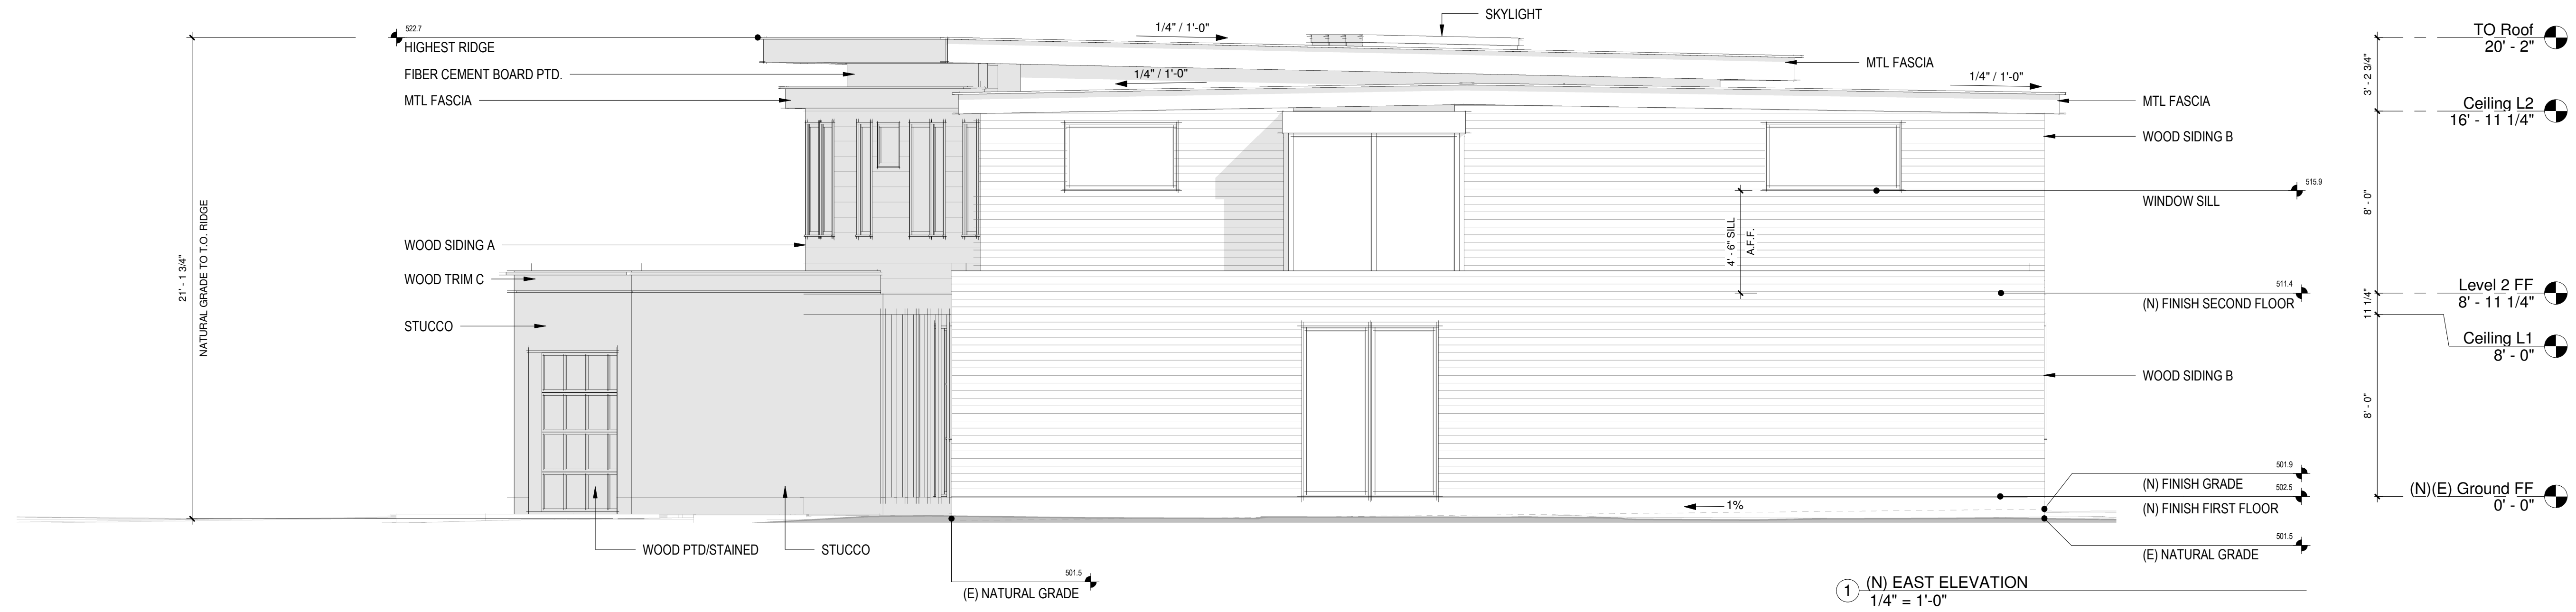 SKYLIGHT
1/4" / 1'-0"
522.7
HIGHEST RIDGE
TO Roof
20' - 2"
FIBER CEMENT BOARD PTD.
1/4" / 1'-0"
MTL FASCIA
1/4" / 1'-0"
3' - 2 3/4"
MTL FASCIA
MTL FASCIA
Ceiling L2
16' - 11 1/4"
WOOD SIDING B
515.9
WINDOW SILL
8' - 0"
4' - 6" SILL
A.F.F.
WOOD SIDING A
21' - 1 3/4"
NATURAL GRADE TO T.O. RIDGE
WOOD TRIM C
511.4
(N) FINISH SECOND FLOOR
Level 2 FF
8' - 11 1/4"
11 1/4"
STUCCO
Ceiling L1
8' - 0"
WOOD SIDING B
8' - 0"
501.9
(N) FINISH GRADE
502.5
(N) FINISH FIRST FLOOR
(N)(E) Ground FF
0' - 0"
1%
WOOD PTD/STAINED
STUCCO
501.5
(E) NATURAL GRADE
501.5
(E) NATURAL GRADE
1
(N) EAST ELEVATION
1/4" = 1'-0"